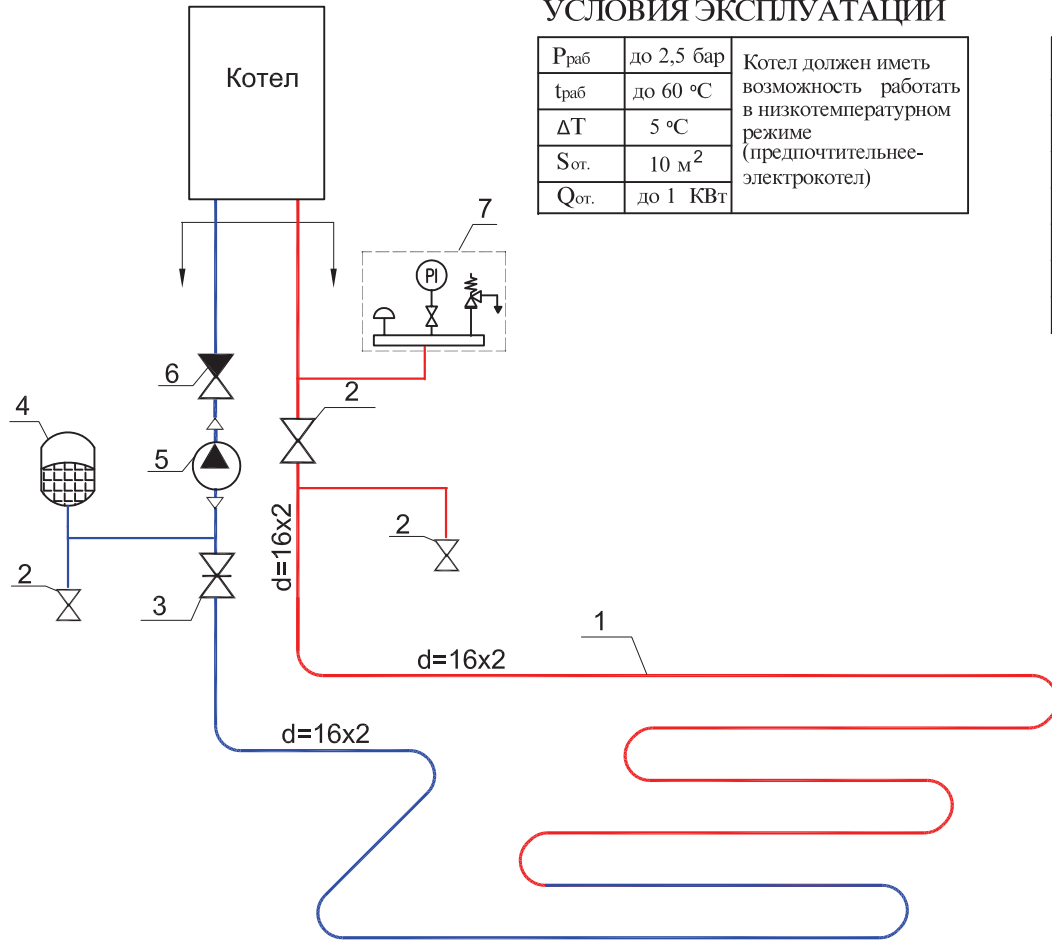 УСЛОВИЯ ЭКСПЛУАТАЦИИ
Котел
Pраб до 2,5 бар
tраб до 60 °C
ΔT 5 °C
Sот. 10 м²
Qот. до 1 КВт
Котел должен иметь
возможность работать
в низкотемпературном
режиме
(предпочтительнее-
электрокотел)
7
PI
6
2
4
5
d=16x2
2
2
3
1
d=16x2
d=16x2